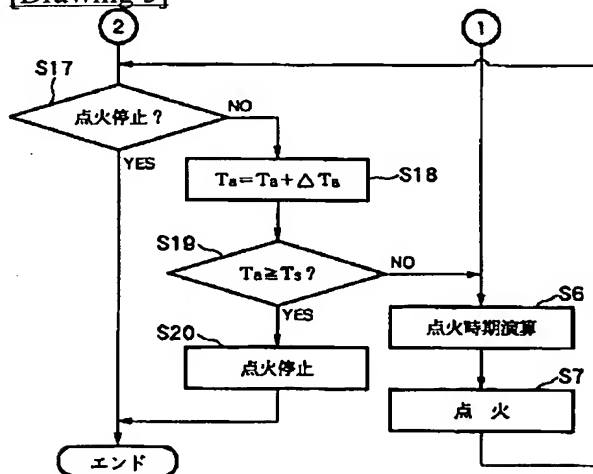 ② ①
S17
点火停止？
NO
YES
Ta=Ta+△Ta
S18
S19
Ta≧Ts？
NO
YES
S6
点火時期演算
S20
点火停止
S7
点 火
エンド